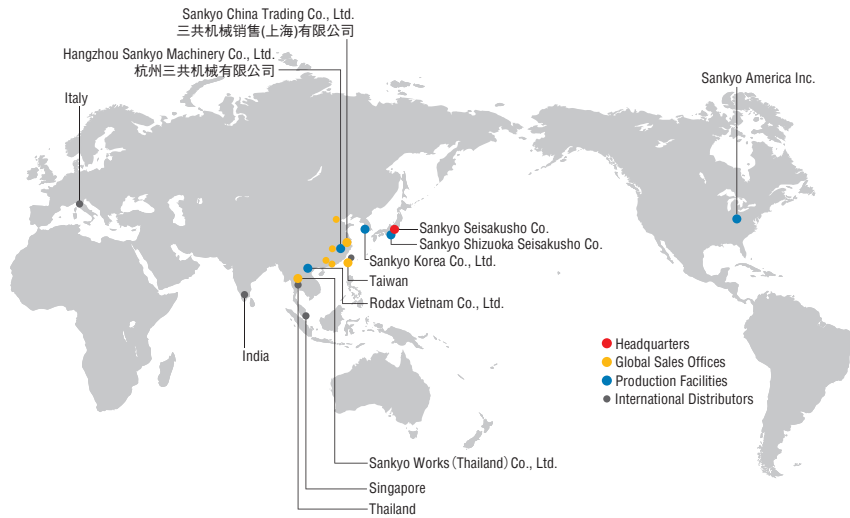 Sankyo China Trading Co., Ltd.
三共机械销售(上海)有限公司
Hangzhou Sankyo Machinery Co., Ltd.
杭州三共机械有限公司
Italy
Sankyo America Inc.
Sankyo Seisakusho Co.
Sankyo Shizuoka Seisakusho Co.
Sankyo Korea Co., Ltd.
Taiwan
Rodax Vietnam Co., Ltd.
India
Headquarters
Global Sales Offices
Production Facilities
International Distributors
Sankyo Works (Thailand) Co., Ltd.
Singapore
Thailand